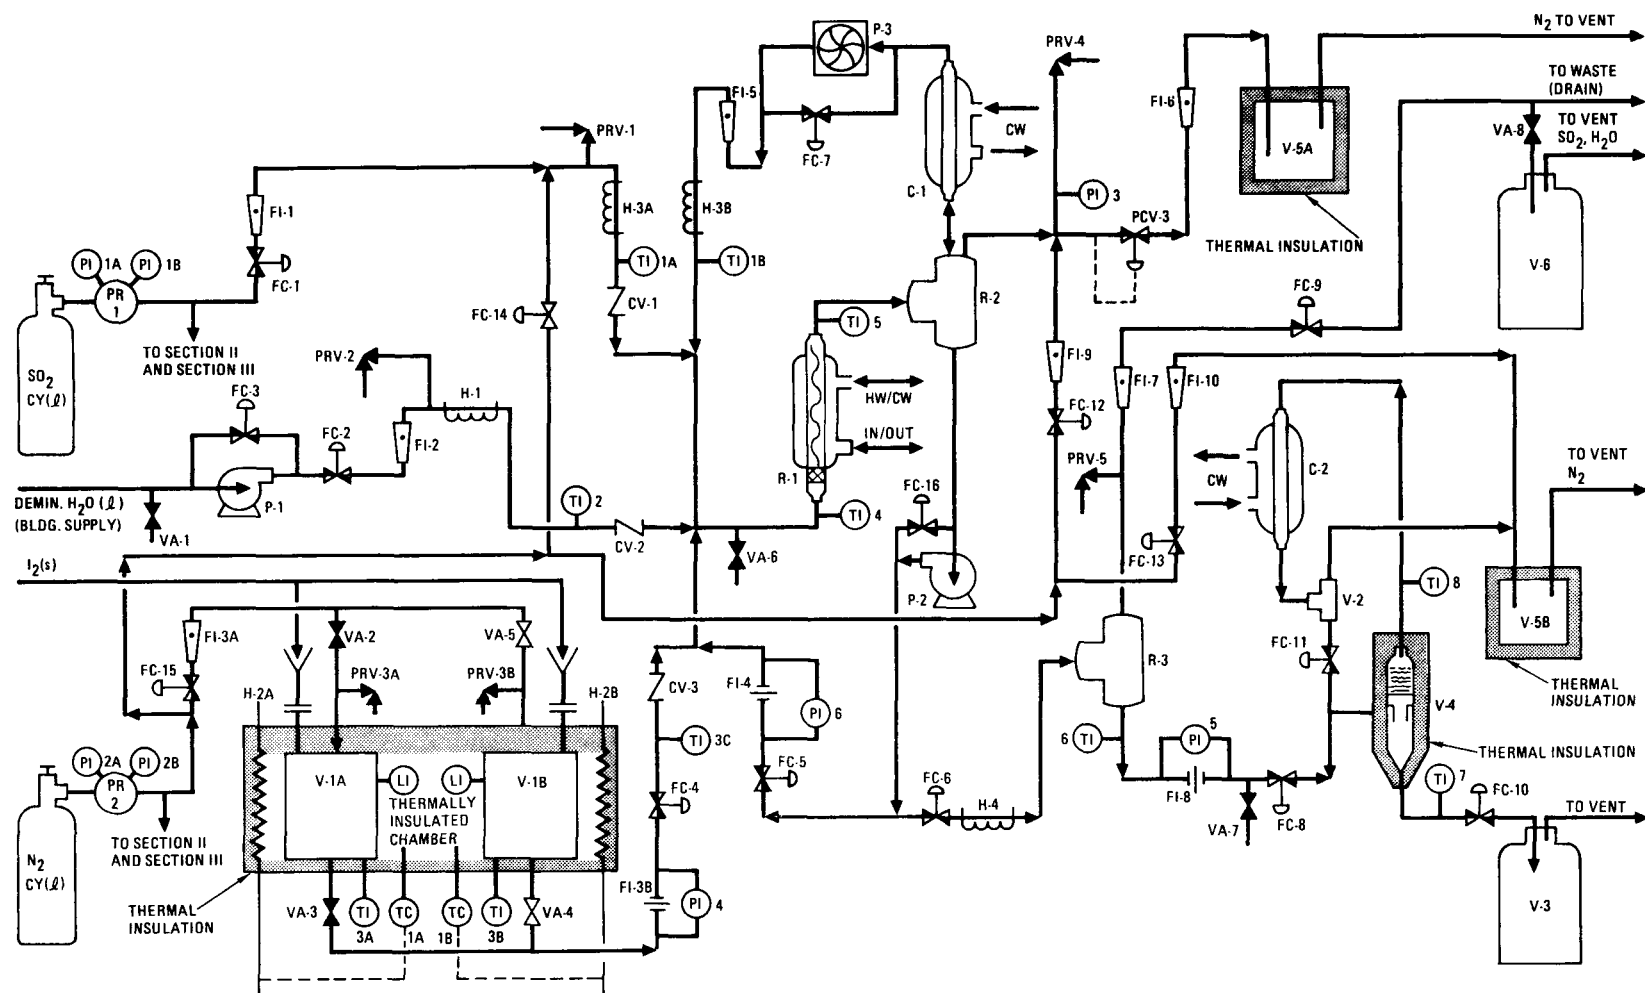 N2 TO VENT
P-3
PRV-4
TO WASTE
(DRAIN)
FI-5
FI-6
CW
TO VENT
SO2, H2O
VA-8
PRV-1
FC-7
V-5A
C-1
PI 3
PCV-3
FI-1
H-3A
H-3B
THERMAL INSULATION
V-6
PI 1A
PI 1B
TI 1A
TI 1B
FC-1
PR 1
CV-1
R-2
FC-9
FC-14
TI 5
TO SECTION II
AND SECTION III
PRV-2
FI-9
SO2
CY(ℓ)
FC-3
H-1
HW/CW
FI-7
FI-10
FC-12
FC-2
FI-2
IN/OUT
PRV-5
C-2
TO VENT
N2
CW
R-1
FC-16
DEMIN. H2O (ℓ)
(BLDG. SUPPLY)
P-1
TI 2
TI 4
VA-1
CV-2
VA-6
FC-13
I2(s)
P-2
TI 8
V-2
V-5B
FI-3A
VA-2
VA-5
FC-11
R-3
FC-15
PRV-3A
PRV-3B
CV-3
FI-4
H-2A
H-2B
PI 6
THERMAL
INSULATION
V-4
6 TI
5
PI
THERMAL INSULATION
PI 2A
PI 2B
TI 3C
V-1A
LI
LI
V-1B
FC-5
FC-6
TI 7
PR 2
THERMALLY
INSULATED
CHAMBER
FC-4
H-4
FI-8
FC-10
TO VENT
VA-7
FC-8
TO SECTION II
AND SECTION III
N2
CY(ℓ)
FI-3B
PI 4
VA-3
TI
TC
TC
TI
VA-4
THERMAL
INSULATION
3A
1A
1B
3B
V-3